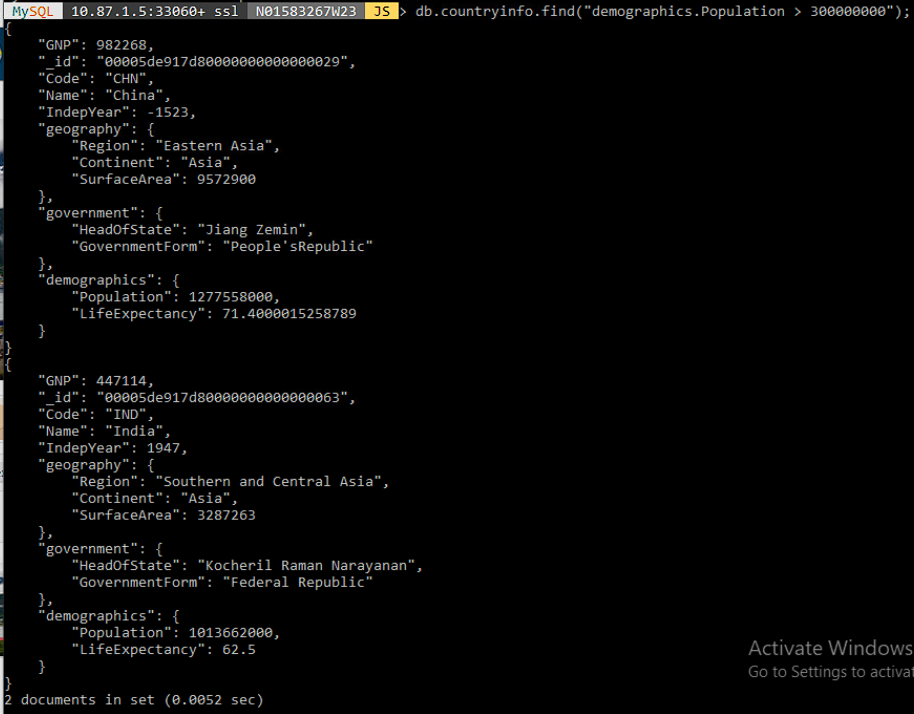 MySQL 10.87.1.5:33060+ ssl N01583267W23 JS > db.countryinfo.find("demographics.Population > 300000000");
{
    "GNP": 982268,
    "_id": "00005de917d80000000000000029",
    "Code": "CHN",
    "Name": "China",
    "IndepYear": -1523,
    "geography": {
        "Region": "Eastern Asia",
        "Continent": "Asia",
        "SurfaceArea": 9572900
    },
    "government": {
        "HeadOfState": "Jiang Zemin",
        "GovernmentForm": "People'sRepublic"
    },
    "demographics": {
        "Population": 1277558000,
        "LifeExpectancy": 71.4000015258789
    }
}
{
    "GNP": 447114,
    "_id": "00005de917d80000000000000063",
    "Code": "IND",
    "Name": "India",
    "IndepYear": 1947,
    "geography": {
        "Region": "Southern and Central Asia",
        "Continent": "Asia",
        "SurfaceArea": 3287263
    },
    "government": {
        "HeadOfState": "Kocheril Raman Narayanan",
        "GovernmentForm": "Federal Republic"
    },
    "demographics": {
        "Population": 1013662000,
        "LifeExpectancy": 62.5
    }
}
2 documents in set (0.0052 sec)
Activate Windows
Go to Settings to activat